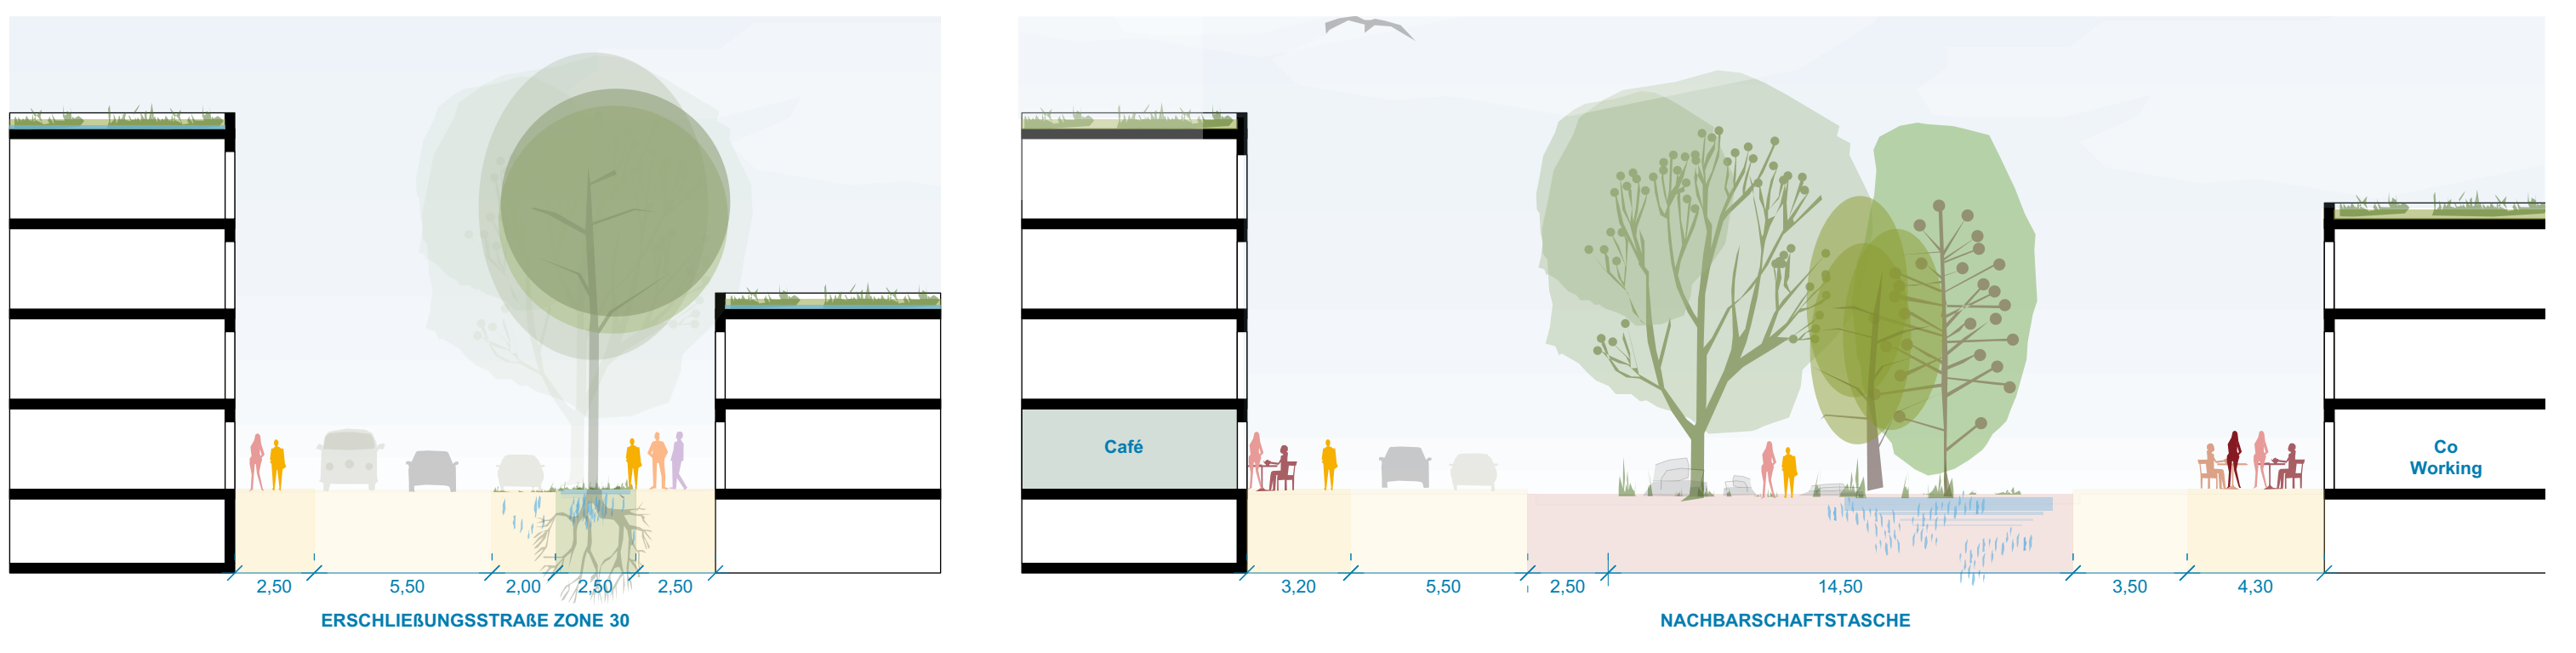 Café
Co
Working
2,50 5,50 2,00 2,50 2,50
ERSCHLIEßUNGSSTRAßE ZONE 30
3,20 5,50 2,50 14,50 3,50 4,30
NACHBARSCHAFTSTASCHE